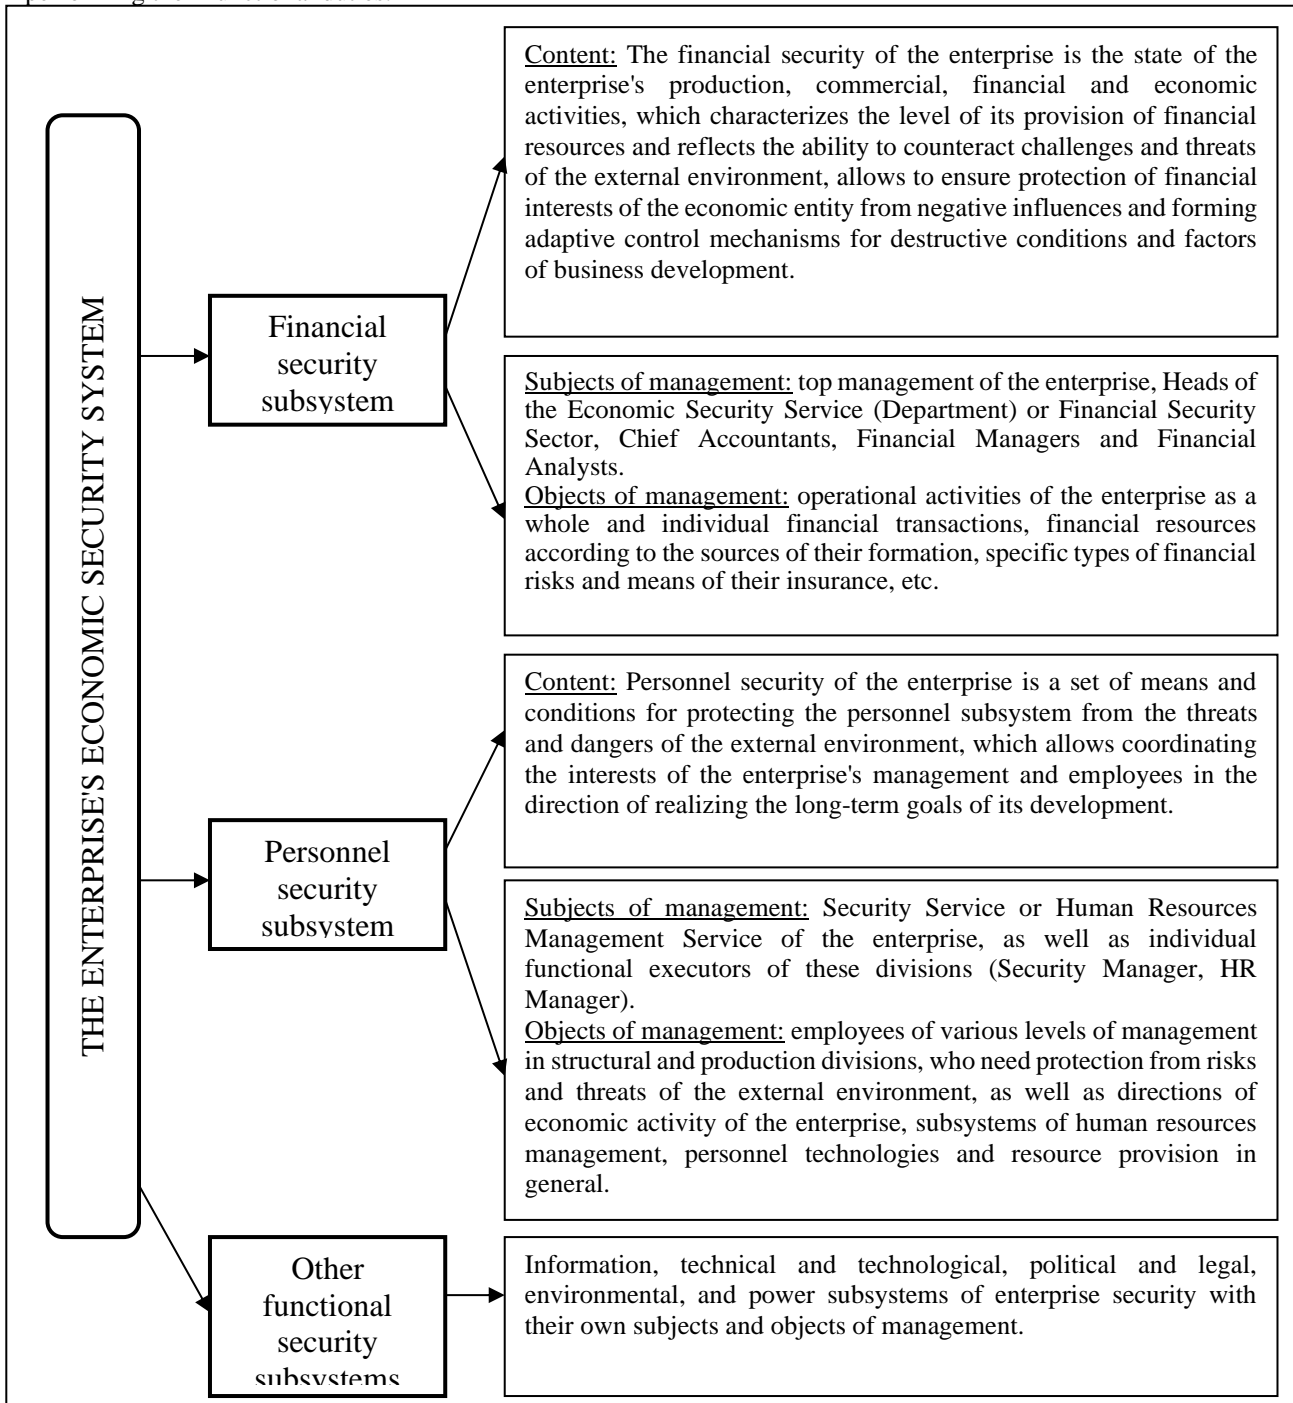 THE ENTERPRISE'S ECONOMIC SECURITY SYSTEM
Financial
security
subsystem
Content: The financial security of the enterprise is the state of the
enterprise's production, commercial, financial and economic
activities, which characterizes the level of its provision of financial
resources and reflects the ability to counteract challenges and threats
of the external environment, allows to ensure protection of financial
interests of the economic entity from negative influences and forming
adaptive control mechanisms for destructive conditions and factors
of business development.
Subjects of management: top management of the enterprise, Heads of
the Economic Security Service (Department) or Financial Security
Sector, Chief Accountants, Financial Managers and Financial
Analysts.
Objects of management: operational activities of the enterprise as a
whole and individual financial transactions, financial resources
according to the sources of their formation, specific types of financial
risks and means of their insurance, etc.
Personnel
security
subsystem
Content: Personnel security of the enterprise is a set of means and
conditions for protecting the personnel subsystem from the threats
and dangers of the external environment, which allows coordinating
the interests of the enterprise's management and employees in the
direction of realizing the long-term goals of its development.
Subjects of management: Security Service or Human Resources
Management Service of the enterprise, as well as individual
functional executors of these divisions (Security Manager, HR
Manager).
Objects of management: employees of various levels of management
in structural and production divisions, who need protection from risks
and threats of the external environment, as well as directions of
economic activity of the enterprise, subsystems of human resources
management, personnel technologies and resource provision in
general.
Other
functional
security
subsystems
Information, technical and technological, political and legal,
environmental, and power subsystems of enterprise security with
their own subjects and objects of management.